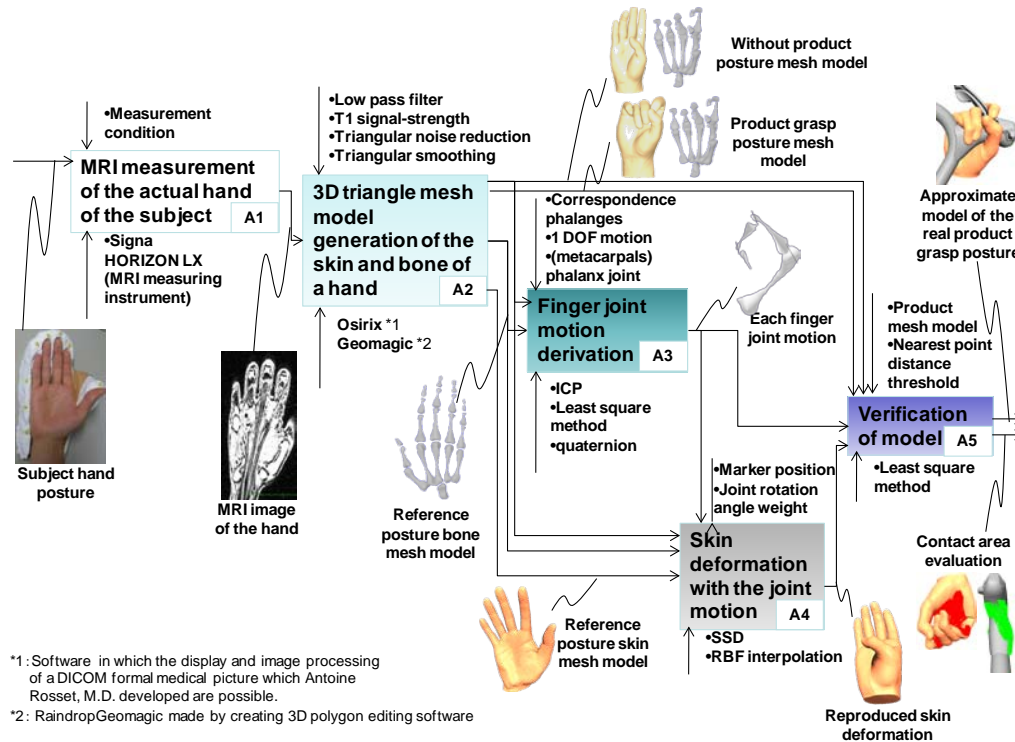 Without product
posture mesh model
Product grasp
posture mesh
model
•Measurement
condition
MRI measurement
of the actual hand
of the subject
A1
•Signa
HORIZON LX
(MRI measuring
instrument)
Subject hand
posture
•Low pass filter
•T1 signal-strength
•Triangular noise reduction
•Triangular smoothing
3D triangle mesh
model
generation of the
skin and bone of
a hand
A2
Osirix *1
Geomagic *2
MRI image
of the hand
•Correspondence
phalanges
•1 DOF motion
•(metacarpals)
phalanx joint
Finger joint
motion
derivation
A3
•ICP
•Least square
method
•quaternion
Each finger
joint motion
Reference
posture bone
mesh model
Approximate
model of the
real product
grasp posture
•Product
mesh model
•Nearest point
distance
threshold
Verification
of model
A5
•Least square
method
•Marker position
•Joint rotation
angle weight
Skin
deformation
with the joint
motion
A4
•SSD
•RBF interpolation
Contact area
evaluation
Reference
posture skin
mesh model
Reproduced skin
deformation
*1：Software in which the display and image processing
of a DICOM formal medical picture which Antoine
Rosset, M.D. developed are possible.
*2：RaindropGeomagic made by creating 3D polygon editing software